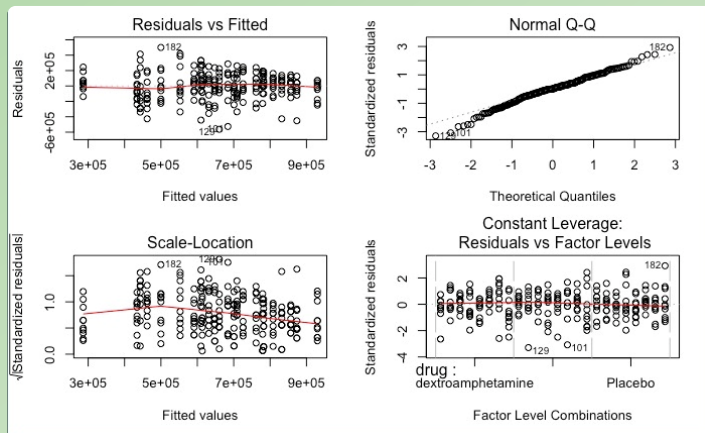 Residuals vs Fitted
Residuals
2e+05
-6e+05
182
129
101
3e+05 5e+05 7e+05 9e+05
Fitted values
Normal Q-Q
Standardized residuals
3
1
-1
-3
182
129
101
-3 -2 -1 0 1 2 3
Theoretical Quantiles
Scale-Location
√|Standardized residuals|
1.0
0.0
182
129
101
3e+05 5e+05 7e+05 9e+05
Fitted values
Constant Leverage:
Residuals vs Factor Levels
Standardized residuals
2
0
-2
-4
182
129
101
drug :
dextroamphetamine Placebo
Factor Level Combinations